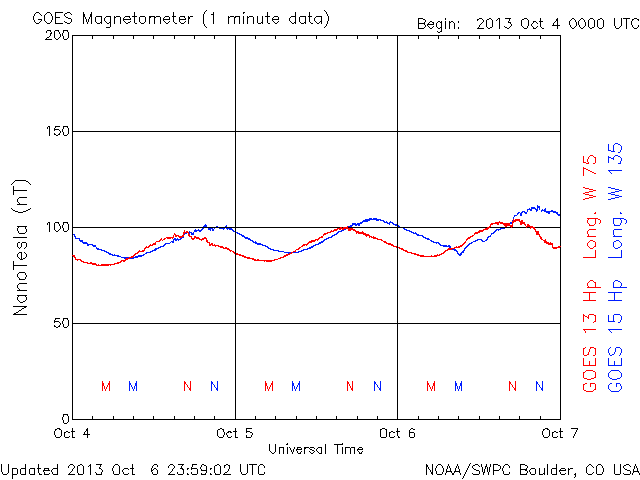 GOES Magnetometer (1 minute data)
Begin: 2013 Oct 4 0000 UTC
200
150
100
50
0
NanoTesla (nT)
M M N N M M N N M M N N
Oct 4 Oct 5 Oct 6 Oct 7
Universal Time
GOES 13 Hp Long. W 75
GOES 15 Hp Long. W 135
Updated 2013 Oct 6 23:59:02 UTC
NOAA/SWPC Boulder, CO USA